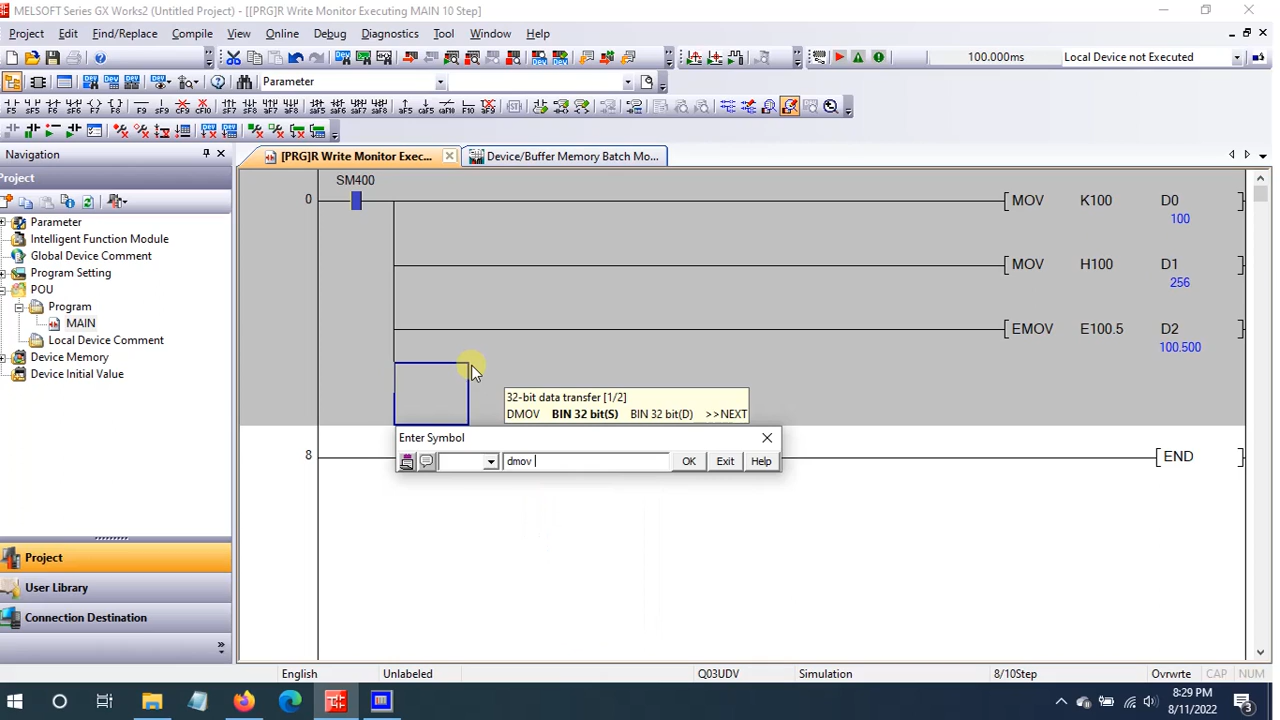 MELSOFT Series GX Works2 (Untitled Project) - [[PRG]R Write Monitor Executing MAIN 10 Step]
Project Edit Find/Replace Compile View Online Debug Diagnostics Tool Window Help
100.000ms Local Device not Executed
Parameter
Navigation
[PRG]R Write Monitor Exec...
Device/Buffer Memory Batch Mo...
Project
Parameter
Intelligent Function Module
Global Device Comment
Program Setting
POU
Program
MAIN
Local Device Comment
Device Memory
Device Initial Value
Project
User Library
Connection Destination
SM400
0
MOV K100 D0
100
MOV H100 D1
256
EMOV E100.5 D2
100.500
32-bit data transfer [1/2]
DMOV BIN 32 bit(S) BIN 32 bit(D) >>NEXT
Enter Symbol
dmov
OK Exit Help
8
END
English Unlabeled Q03UDV Simulation 8/10Step Ovrwrte CAP NUM
8:29 PM
8/11/2022
3